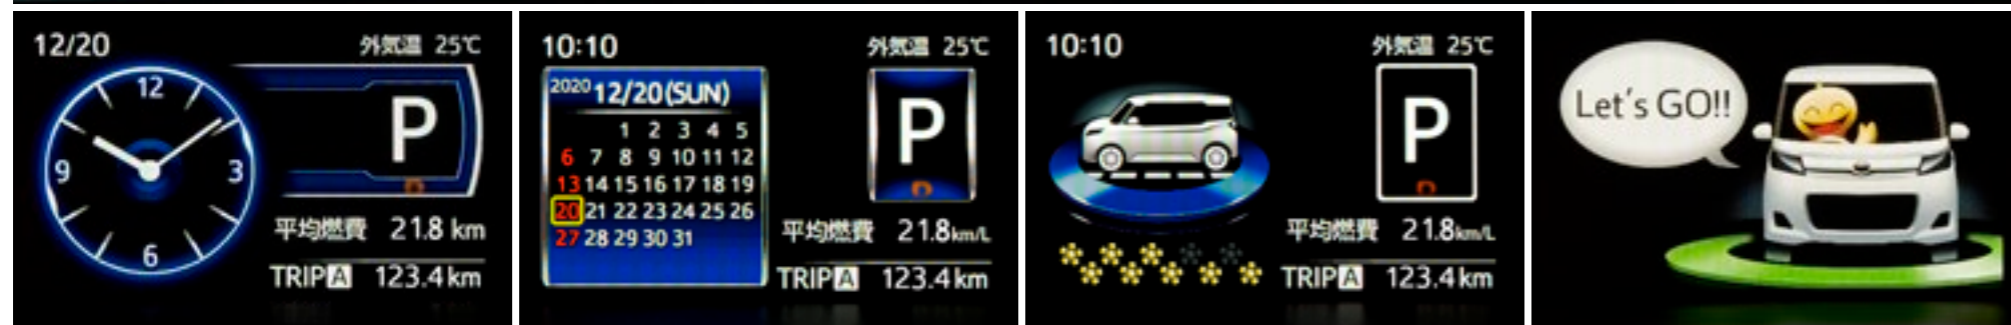 12/20
外気温 25℃
12
9
3
6
P
D
平均燃費 21.8 km
TRIP A 123.4 km
10:10
外気温 25℃
2020 12/20(SUN)
1 2 3 4 5
6 7 8 9 10 11 12
13 14 15 16 17 18 19
20 21 22 23 24 25 26
27 28 29 30 31
P
D
平均燃費 21.8km/L
TRIP A 123.4 km
10:10
外気温 25℃
P
D
平均燃費 21.8km/L
TRIP A 123.4 km
Let's GO!!